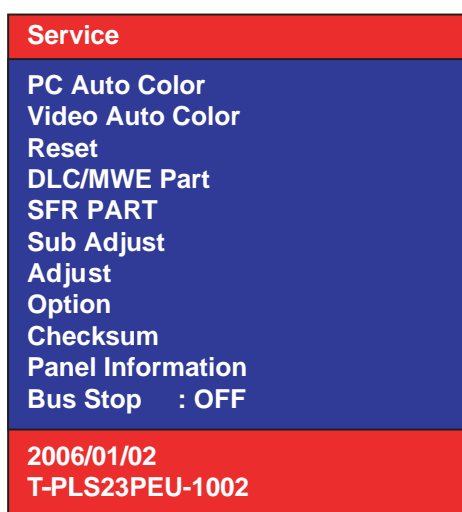 Service
PC Auto Color
Video Auto Color
Reset
DLC/MWE Part
SFR PART
Sub Adjust
Adjust
Option
Checksum
Panel Information
Bus Stop : OFF
2006/01/02
T-PLS23PEU-1002